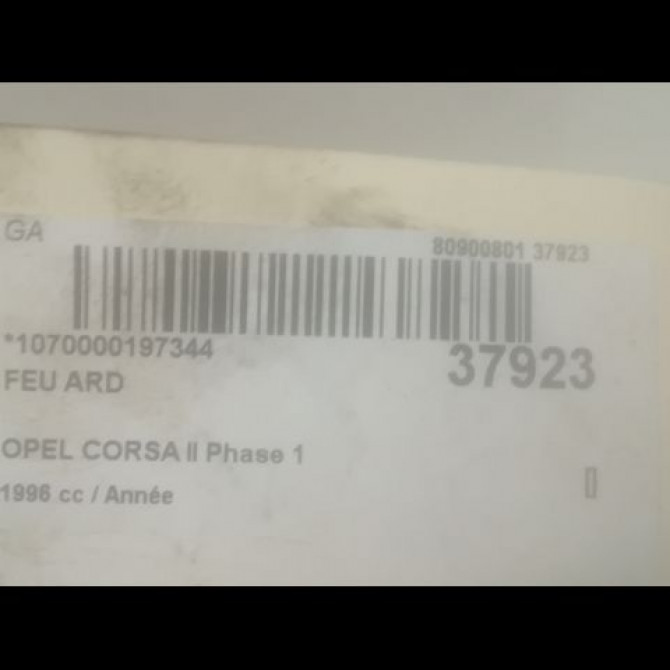 GA
80900801 37923
*1070000197344
37923
FEU ARD
OPEL CORSA II Phase 1
1996 cc / Année